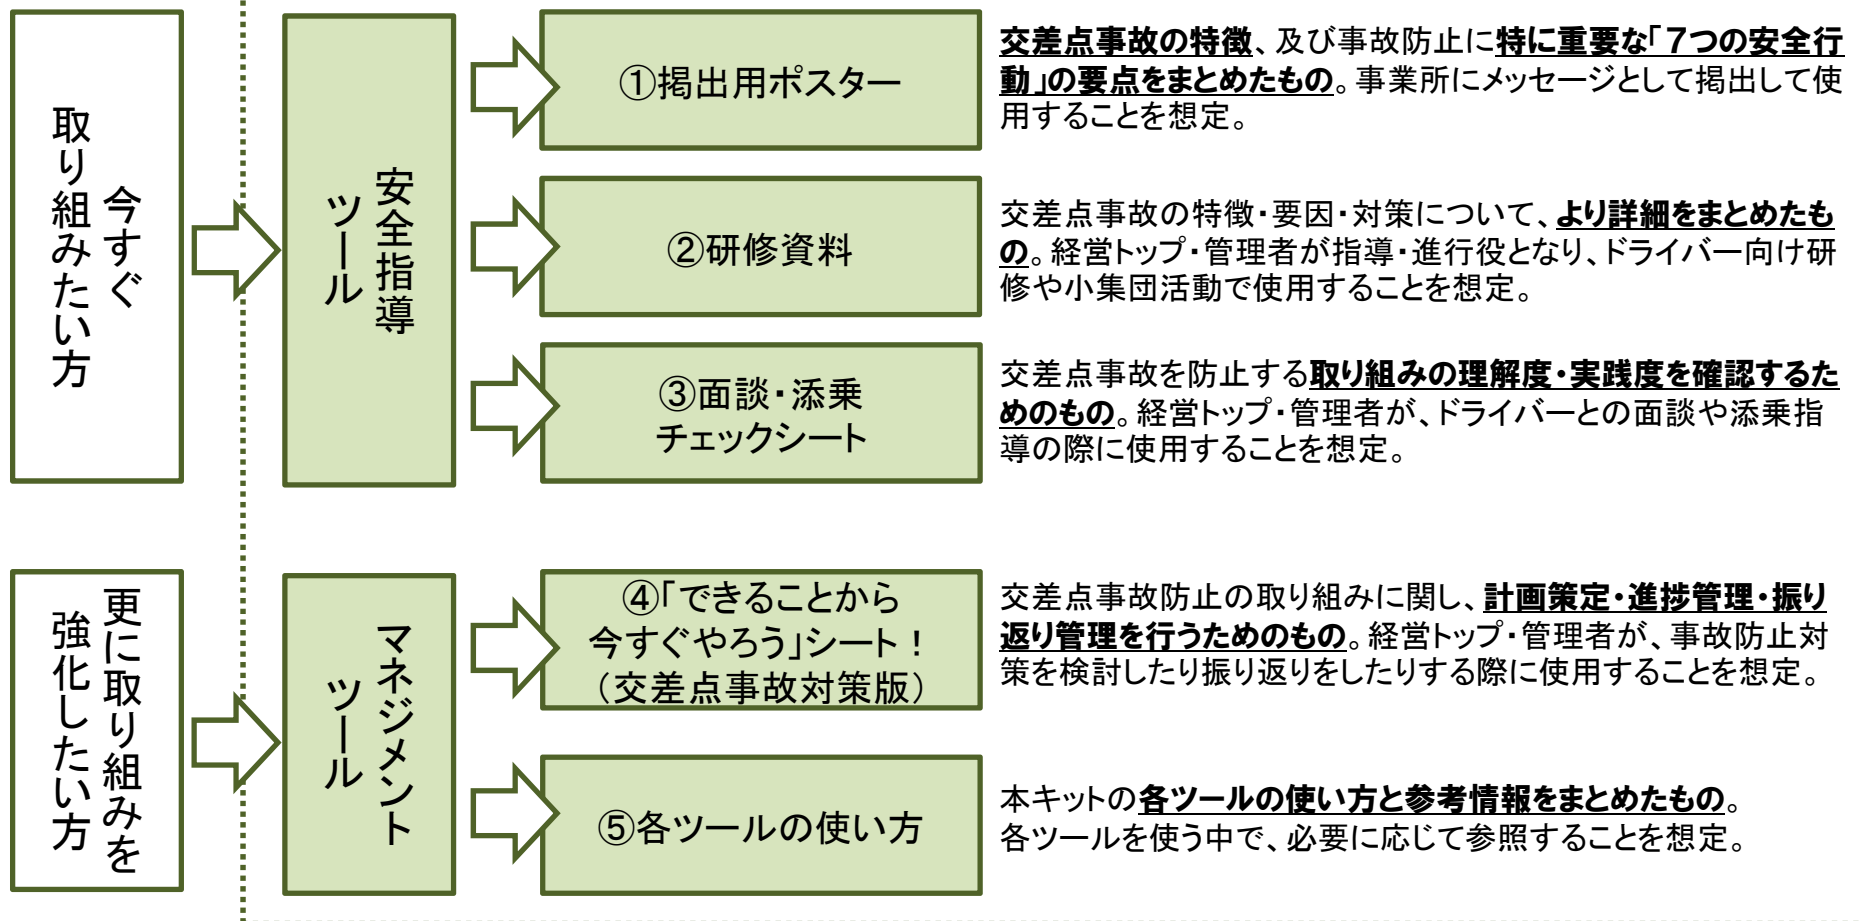 今すぐ
取り組みたい方
安全指導
ツール
①掲出用ポスター
交差点事故の特徴、及び事故防止に特に重要な「７つの安全行
動」の要点をまとめたもの。事業所にメッセージとして掲出して使
用することを想定。
②研修資料
交差点事故の特徴・要因・対策について、より詳細をまとめたも
の。経営トップ・管理者が指導・進行役となり、ドライバー向け研
修や小集団活動で使用することを想定。
③面談・添乗
チェックシート
交差点事故を防止する取り組みの理解度・実践度を確認するた
めのもの。経営トップ・管理者が、ドライバーとの面談や添乗指
導の際に使用することを想定。
更に取り組みを
強化したい方
マネジメント
ツール
④「できることから
今すぐやろう」シート！
（交差点事故対策版）
交差点事故防止の取り組みに関し、計画策定・進捗管理・振り
返り管理を行うためのもの。経営トップ・管理者が、事故防止対
策を検討したり振り返りをしたりする際に使用することを想定。
⑤各ツールの使い方
本キットの各ツールの使い方と参考情報をまとめたもの。
各ツールを使う中で、必要に応じて参照することを想定。